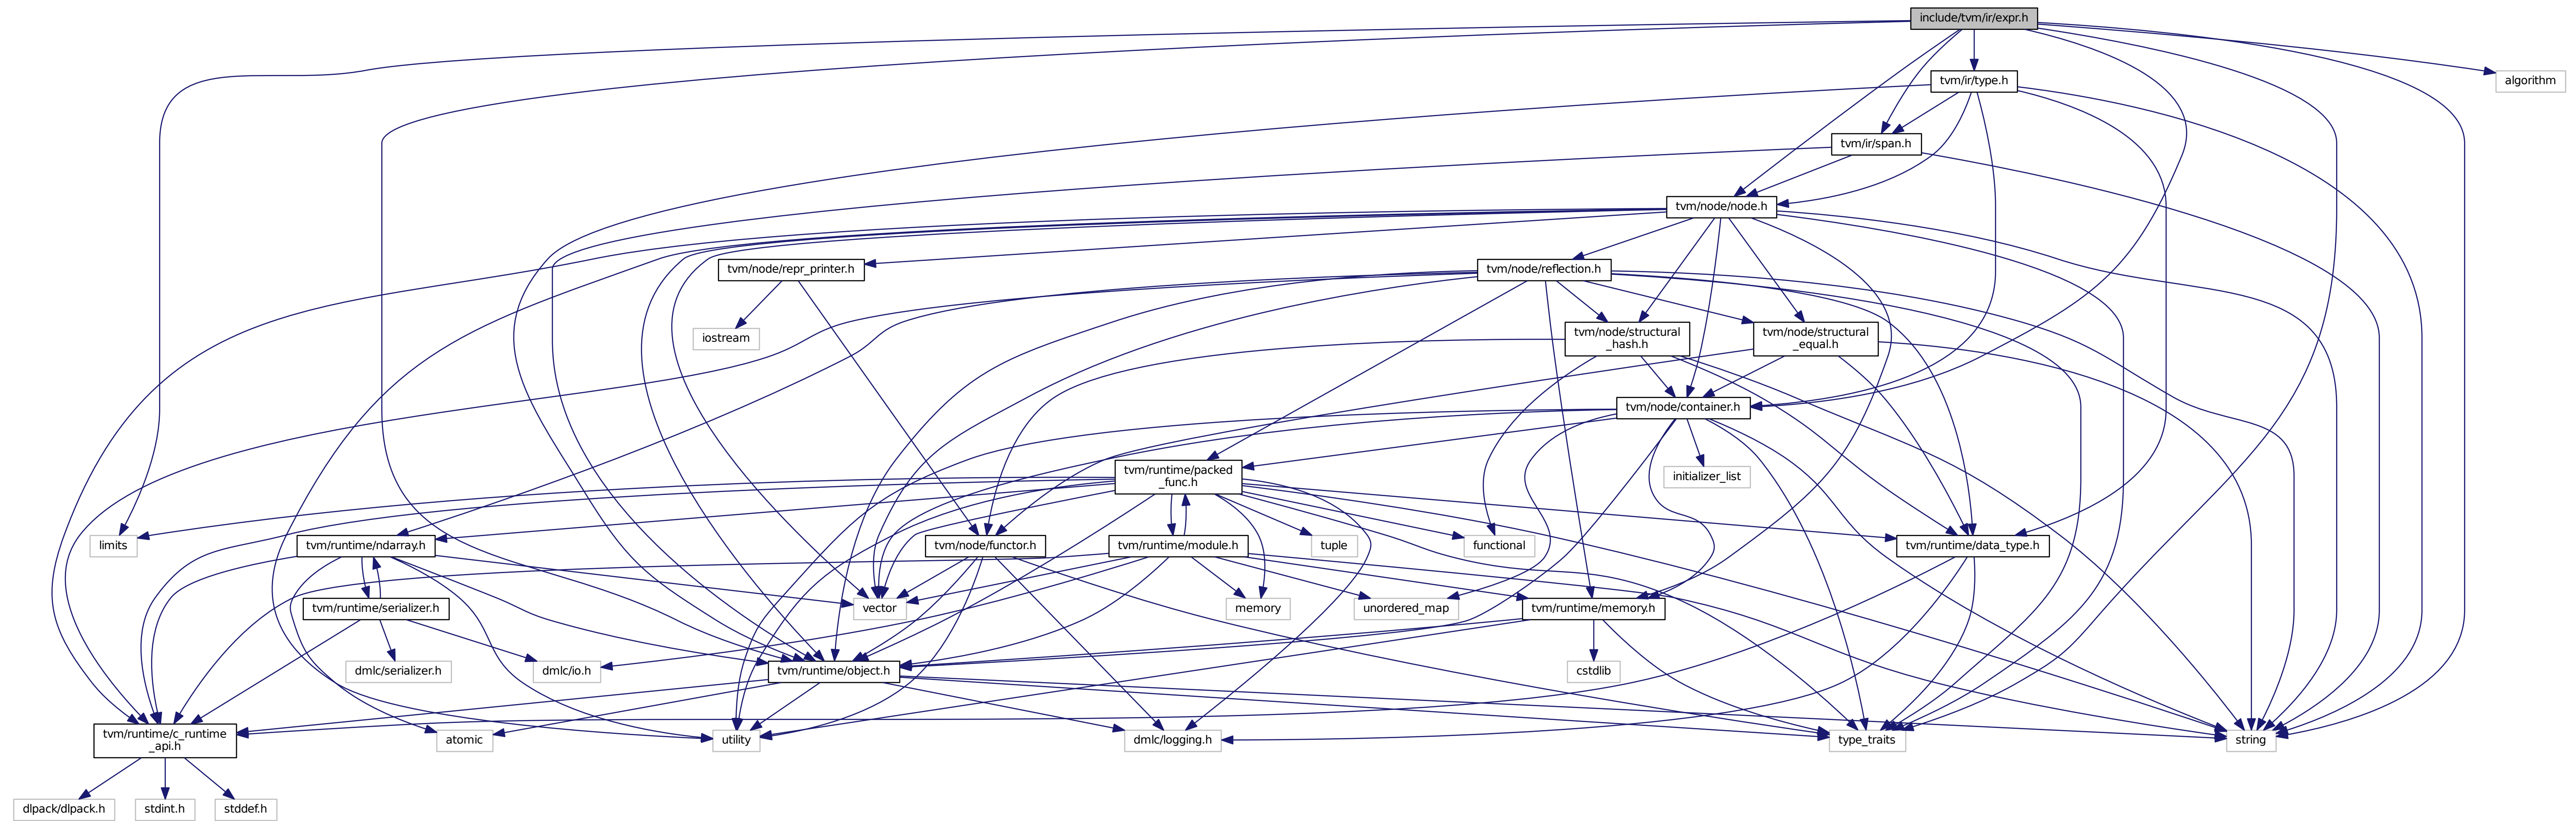 include/tvm/ir/expr.h
tvm/ir/type.h
algorithm
tvm/ir/span.h
tvm/node/node.h
tvm/node/repr_printer.h
tvm/node/reflection.h
iostream
tvm/node/structural
_hash.h
tvm/node/structural
_equal.h
tvm/node/container.h
tvm/runtime/packed
_func.h
initializer_list
limits
tvm/runtime/ndarray.h
tvm/node/functor.h
tvm/runtime/module.h
tuple
functional
tvm/runtime/data_type.h
tvm/runtime/serializer.h
vector
memory
unordered_map
tvm/runtime/memory.h
dmlc/serializer.h
dmlc/io.h
tvm/runtime/object.h
cstdlib
tvm/runtime/c_runtime
_api.h
atomic
utility
dmlc/logging.h
type_traits
string
dlpack/dlpack.h
stdint.h
stddef.h